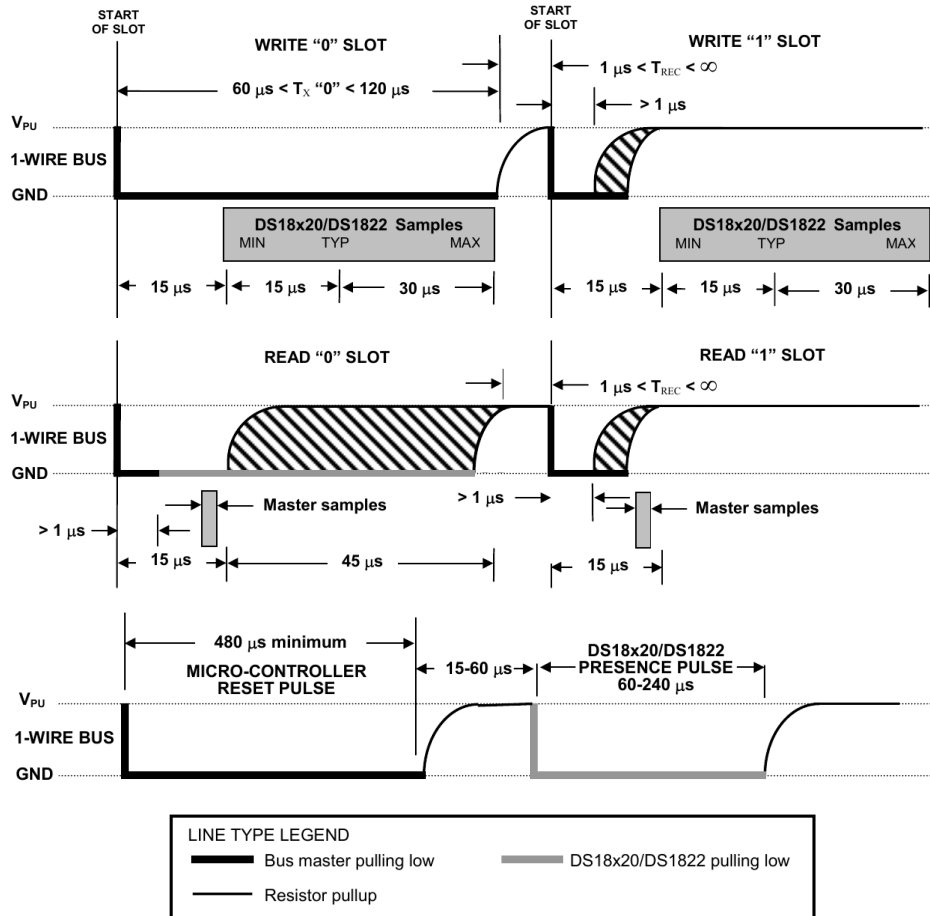 START
OF SLOT
START
OF SLOT
WRITE “0” SLOT
WRITE “1” SLOT
1 μs < TREC < ∞
60 μs < TX “0” < 120 μs
> 1 μs
VPU
1-WIRE BUS
GND
DS18x20/DS1822 Samples
MIN TYP MAX
DS18x20/DS1822 Samples
MIN TYP MAX
15 μs 15 μs 30 μs
15 μs 15 μs 30 μs
READ “0” SLOT
READ “1” SLOT
1 μs < TREC < ∞
VPU
1-WIRE BUS
GND
> 1 μs
Master samples
Master samples
> 1 μs
15 μs 45 μs
15 μs
480 μs minimum
MICRO-CONTROLLER
RESET PULSE
15-60 μs
DS18x20/DS1822
PRESENCE PULSE
60-240 μs
VPU
1-WIRE BUS
GND
LINE TYPE LEGEND
Bus master pulling low
DS18x20/DS1822 pulling low
Resistor pullup